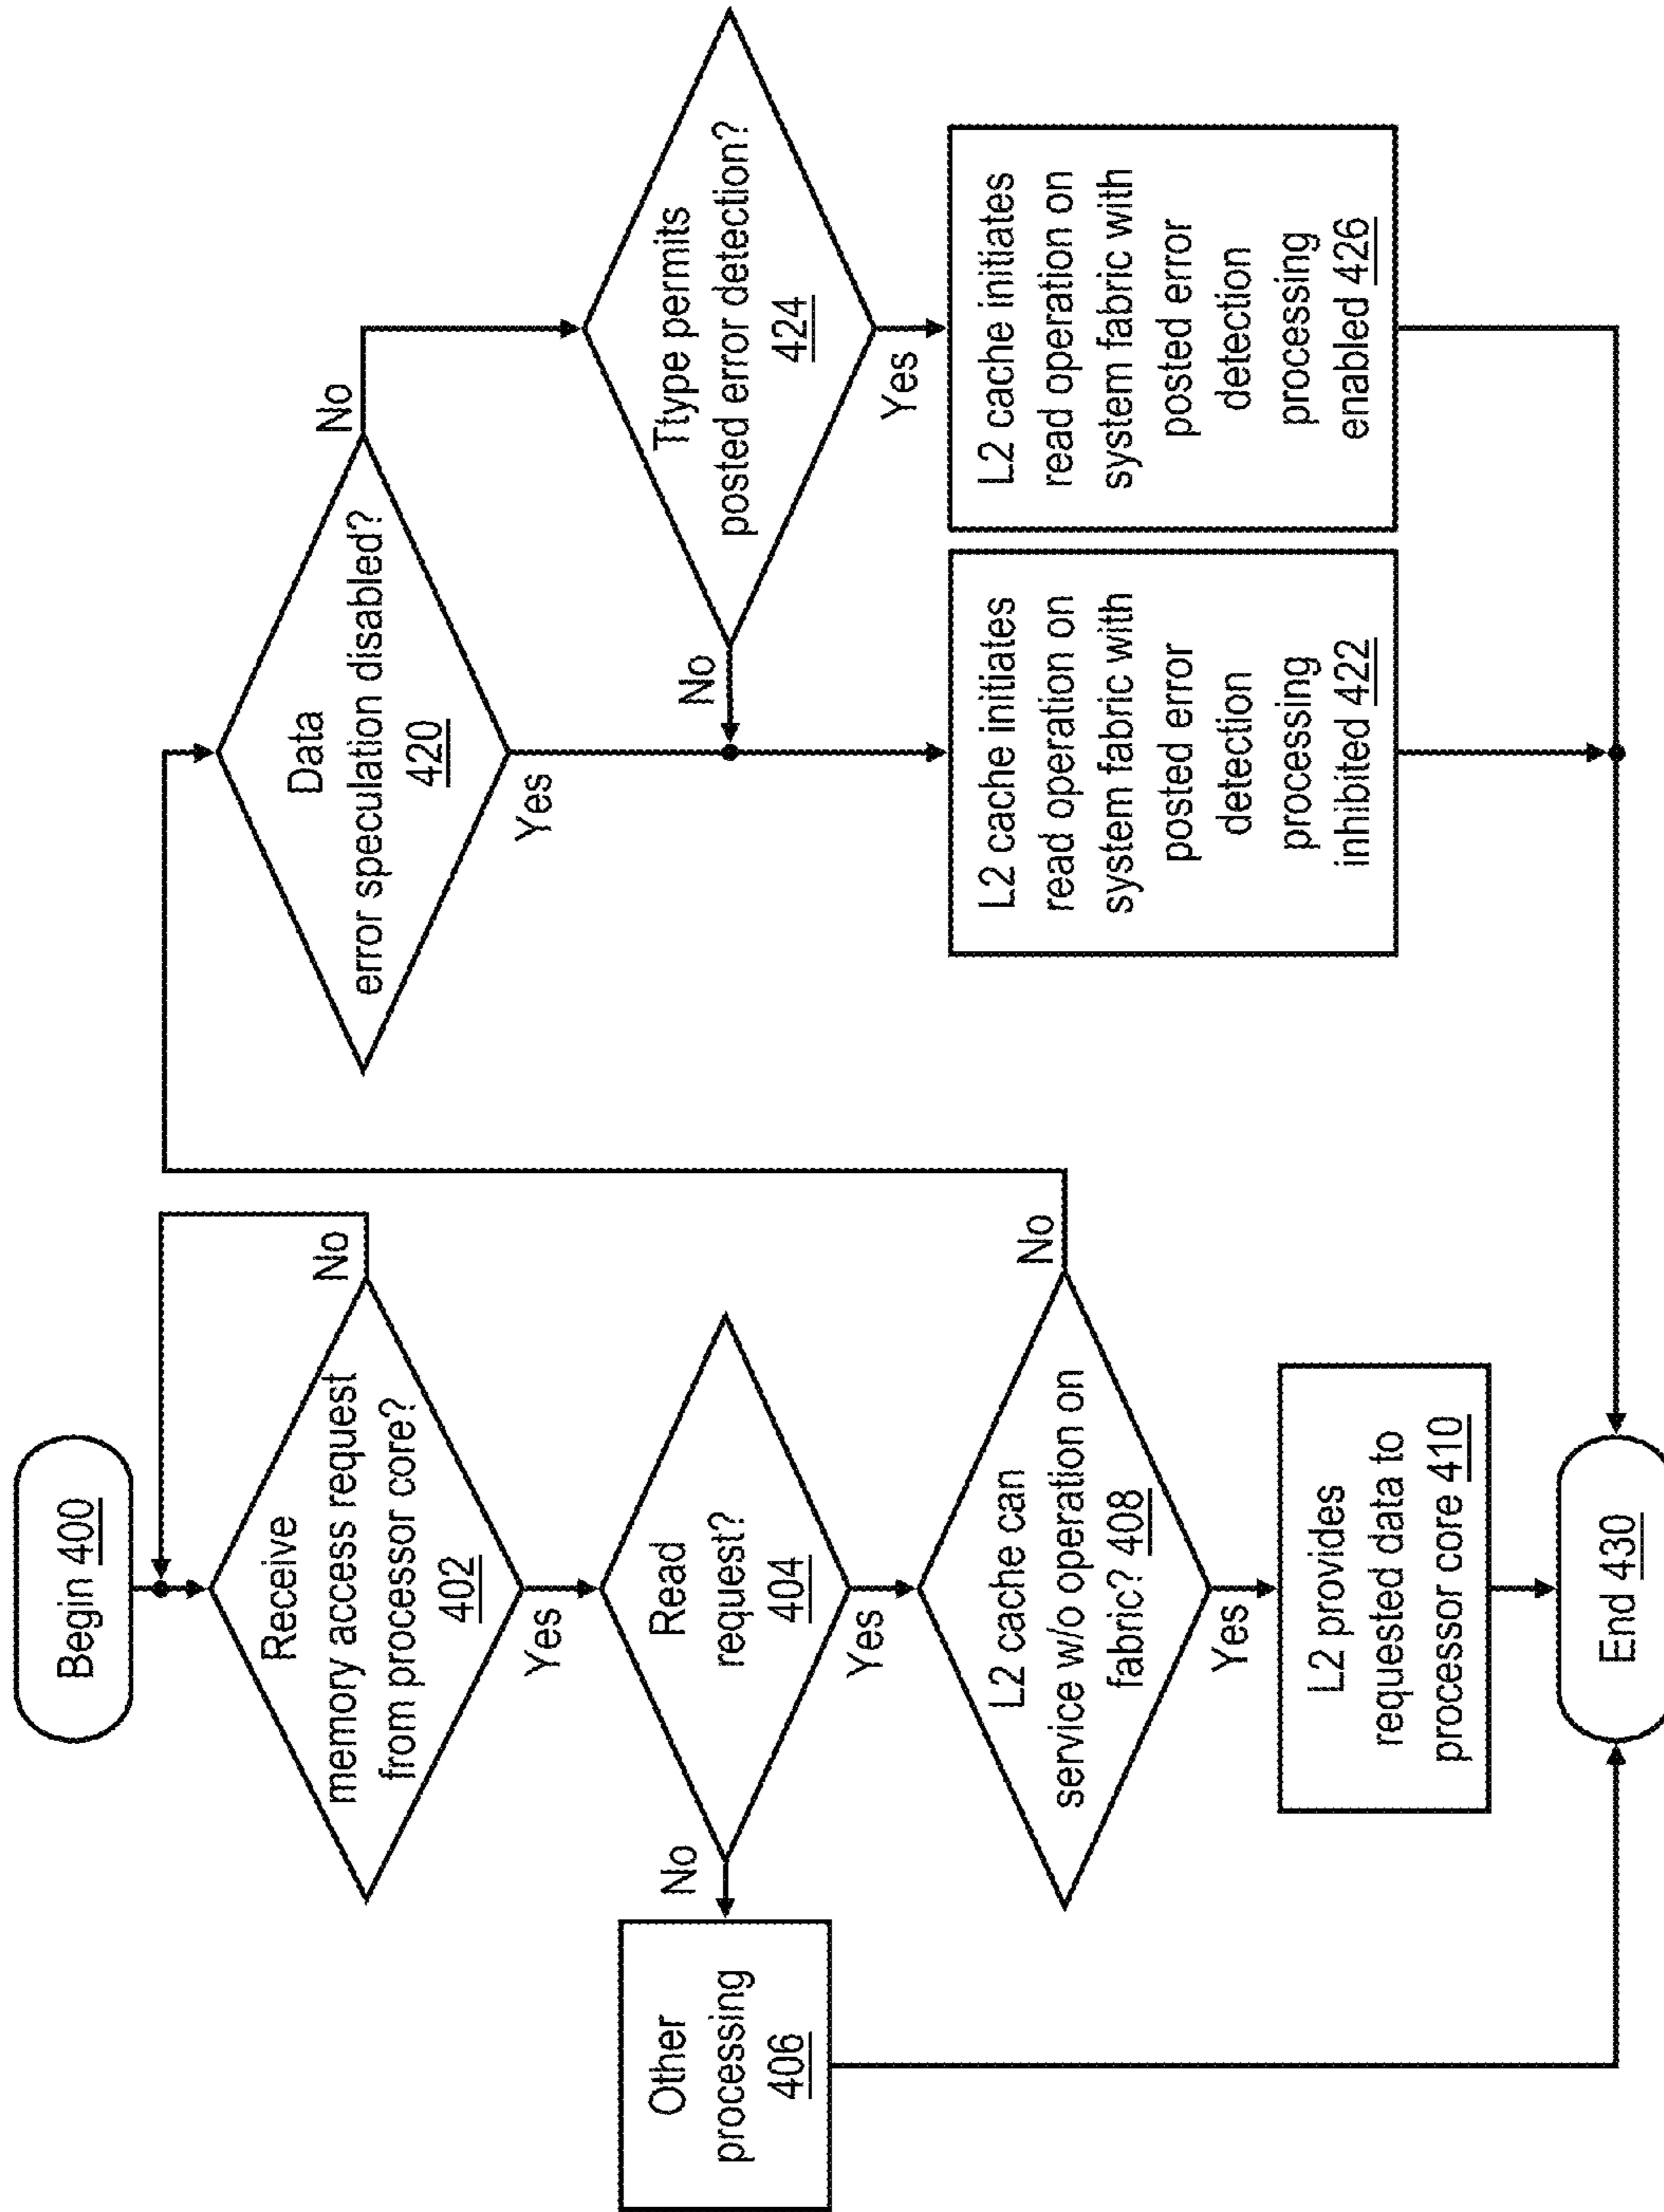 Begin 400
Receive
memory access request
from processor core?
402
No
Yes
Read
request?
404
No
Yes
Other
processing
406
L2 cache can
service w/o operation on
fabric? 408
No
Yes
L2 provides
requested data to
processor core 410
End 430
Data
error speculation disabled?
420
No
Yes
Ttype permits
posted error detection?
424
No
Yes
L2 cache initiates
read operation on
system fabric with
posted error
detection
processing
inhibited 422
L2 cache initiates
read operation on
system fabric with
posted error
detection
processing
enabled 426